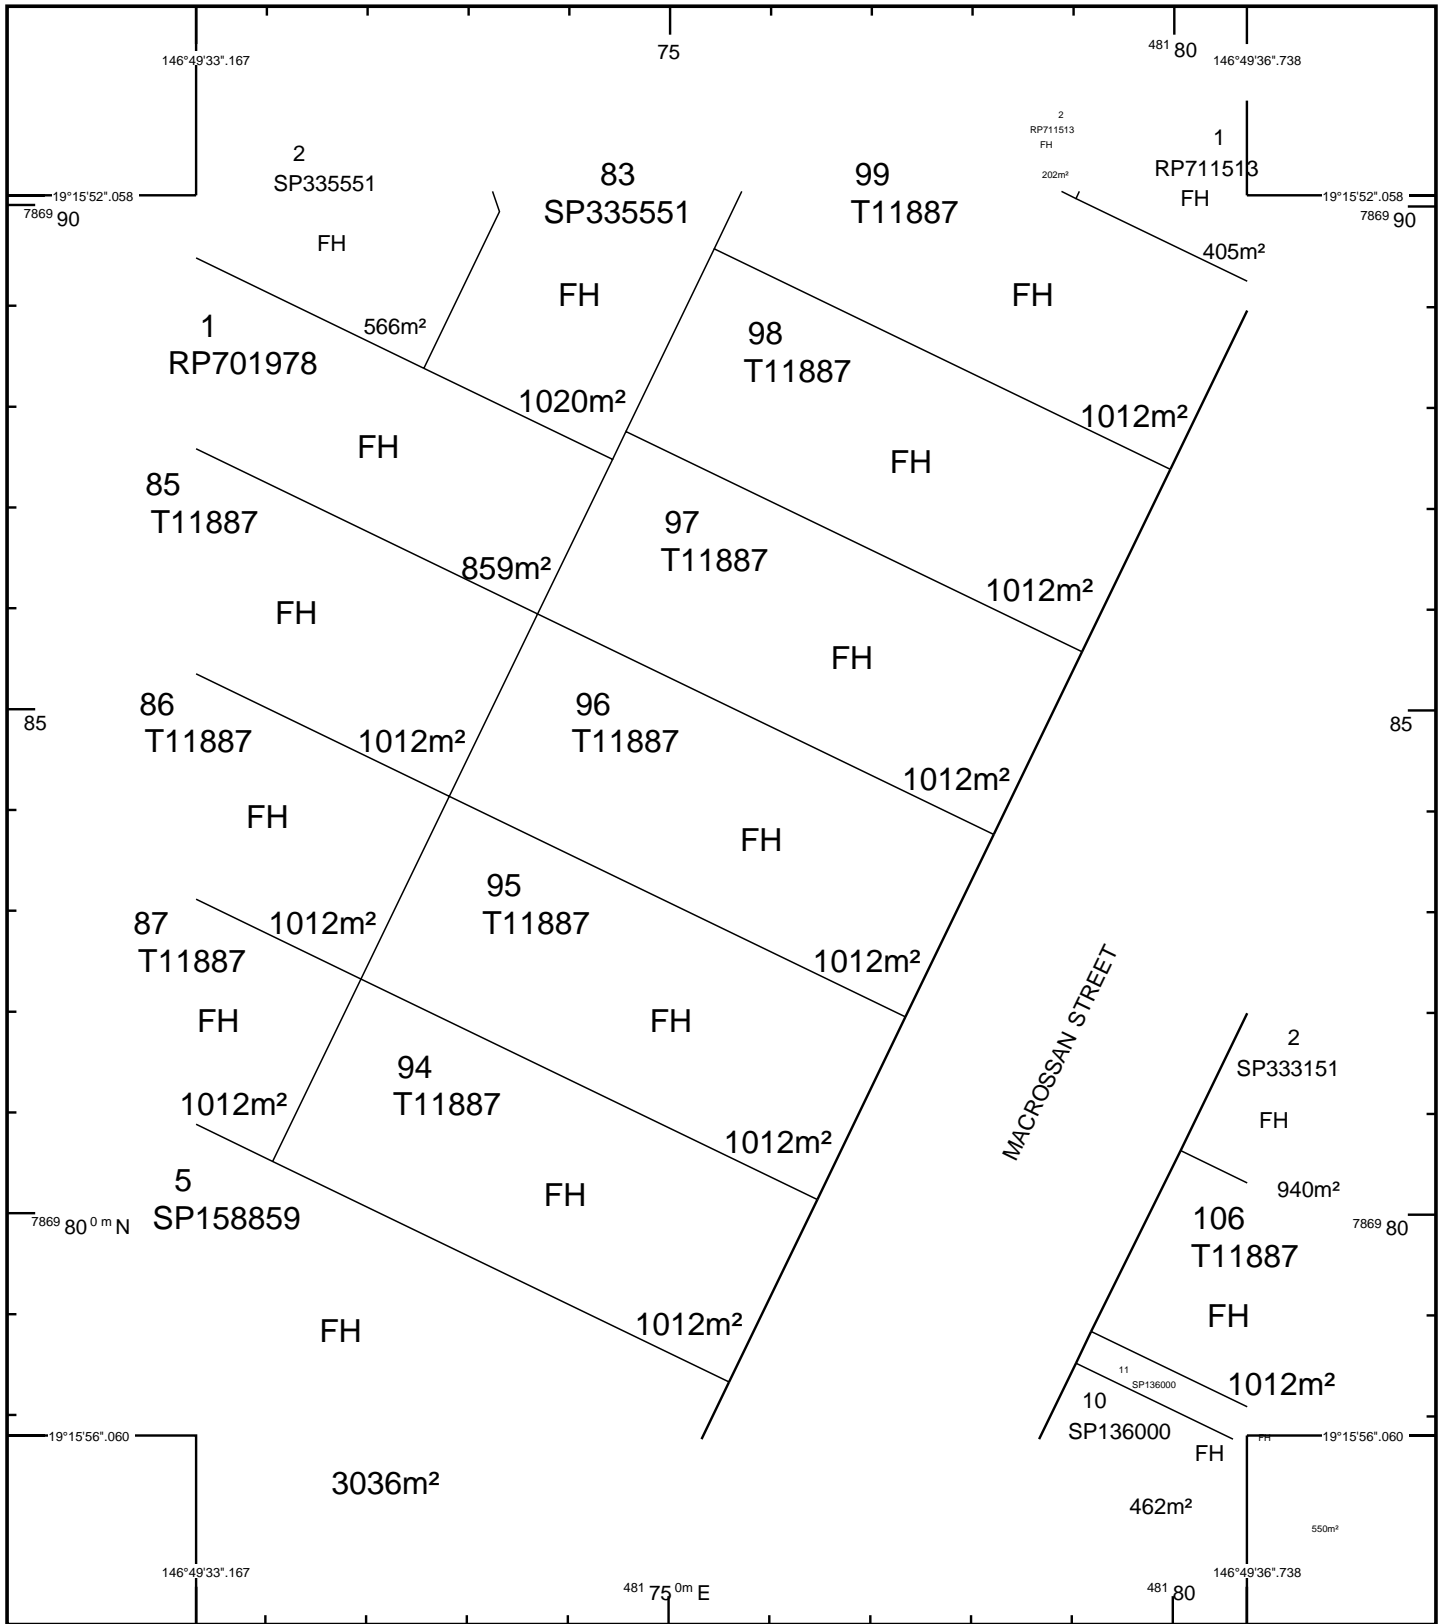 75
481 80
146°49'33".167
146°49'36".738
2
RP711513
FH
202m²
1
RP711513
FH
405m²
2
SP335551
FH
566m²
83
SP335551
FH
1020m²
99
T11887
FH
1012m²
19°15'52".058
7869 90
19°15'52".058
7869 90
1
RP701978
FH
859m²
98
T11887
FH
1012m²
85
T11887
FH
1012m²
97
T11887
FH
1012m²
86
T11887
FH
1012m²
96
T11887
FH
1012m²
85
85
87
T11887
FH
1012m²
95
T11887
FH
1012m²
94
T11887
FH
1012m²
MACROSSAN STREET
2
SP333151
FH
940m²
5
SP158859
FH
3036m²
7869 80 0 m N
7869 80
106
T11887
FH
1012m²
11
SP136000
FH
550m²
10
SP136000
FH
462m²
19°15'56".060
19°15'56".060
146°49'33".167
146°49'36".738
481 75 0m E
481 80